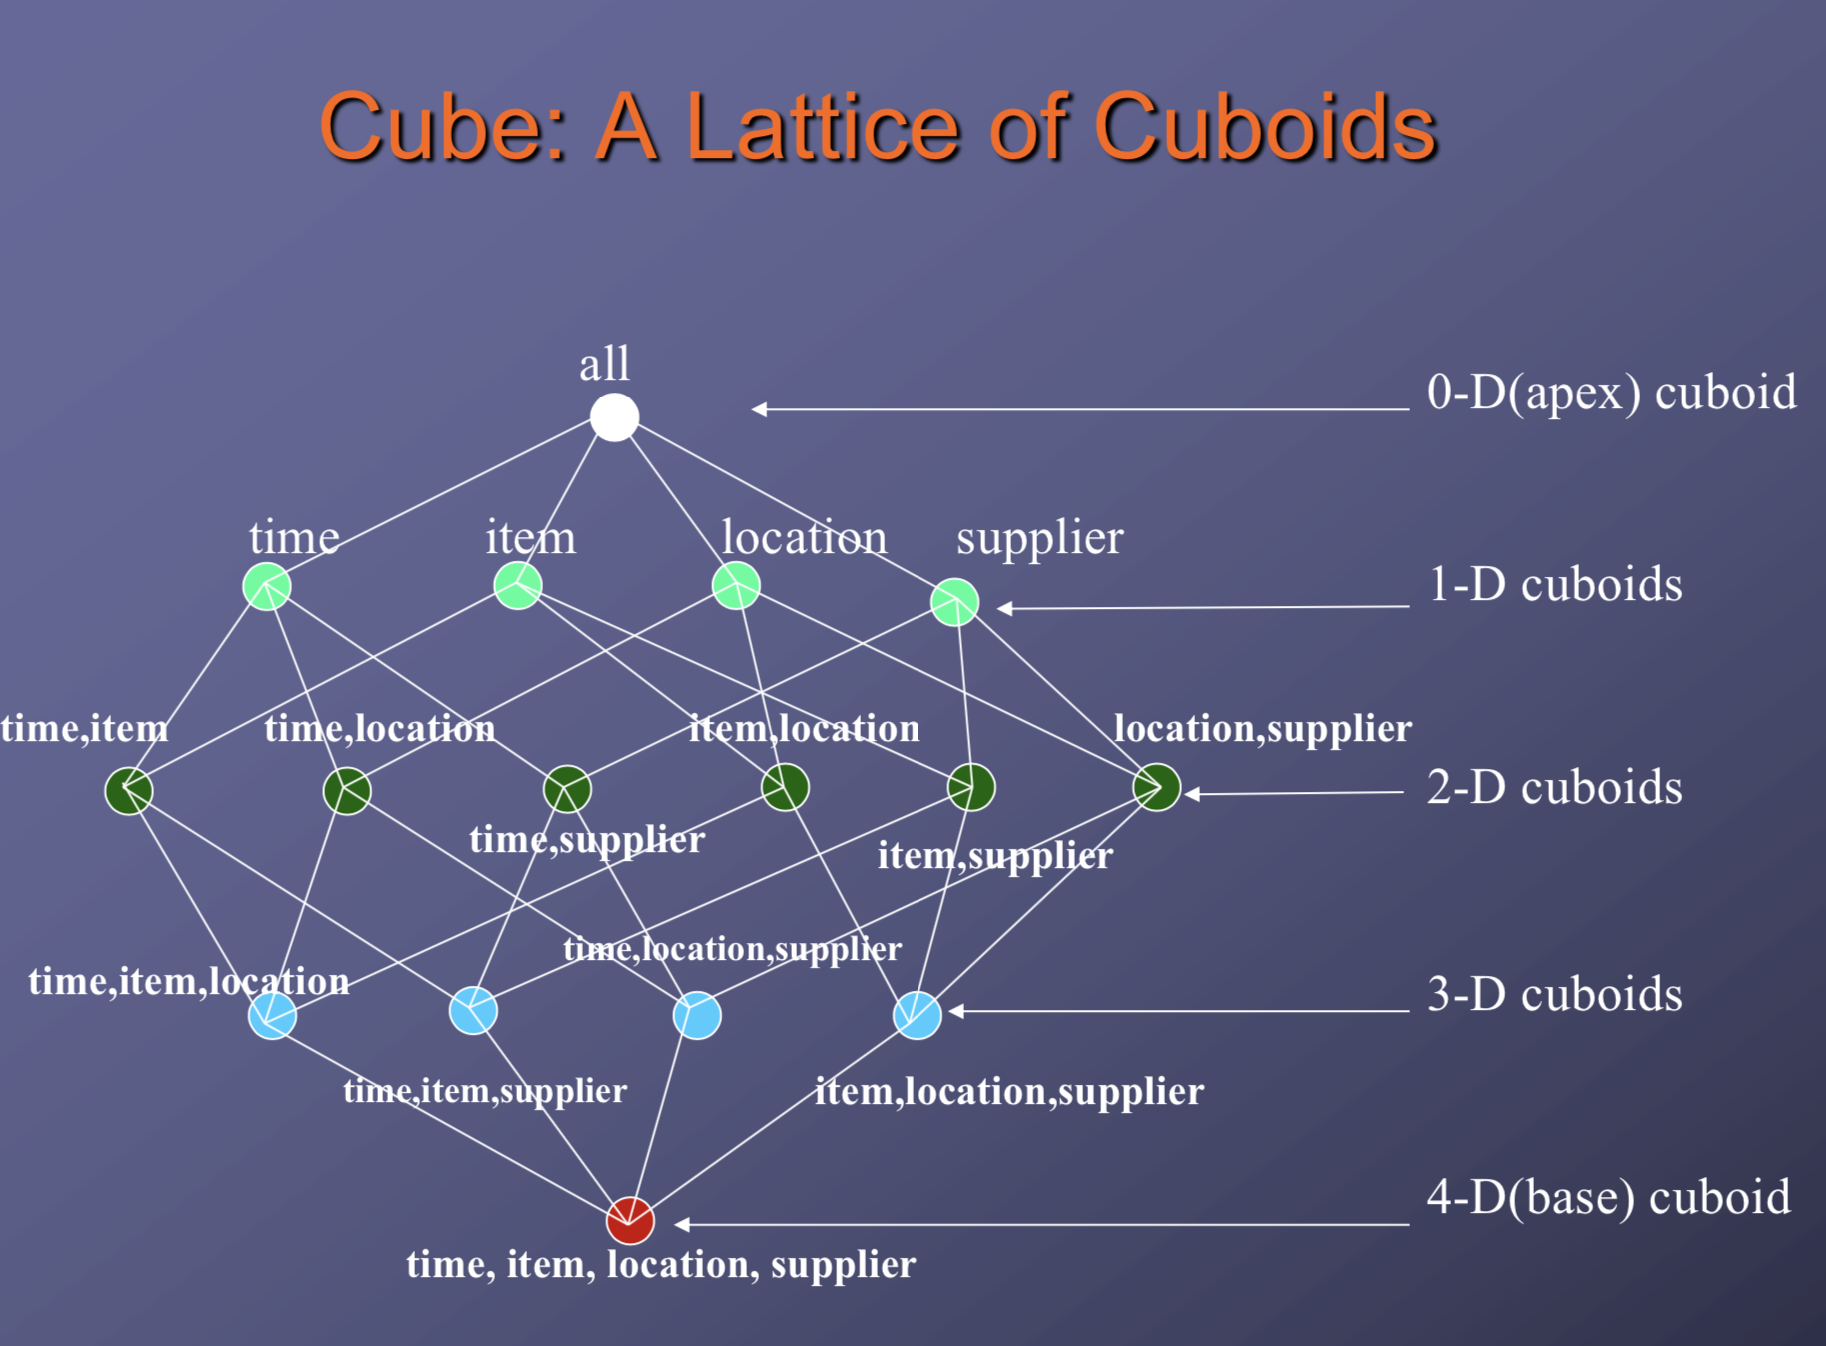 Cube: A Lattice of Cuboids
all
0-D(apex) cuboid
time
item
location
supplier
1-D cuboids
time,item
time,location
item,location
location,supplier
2-D cuboids
time,supplier
item,supplier
time,location,supplier
time,item,location
3-D cuboids
time,item,supplier
item,location,supplier
4-D(base) cuboid
time, item, location, supplier